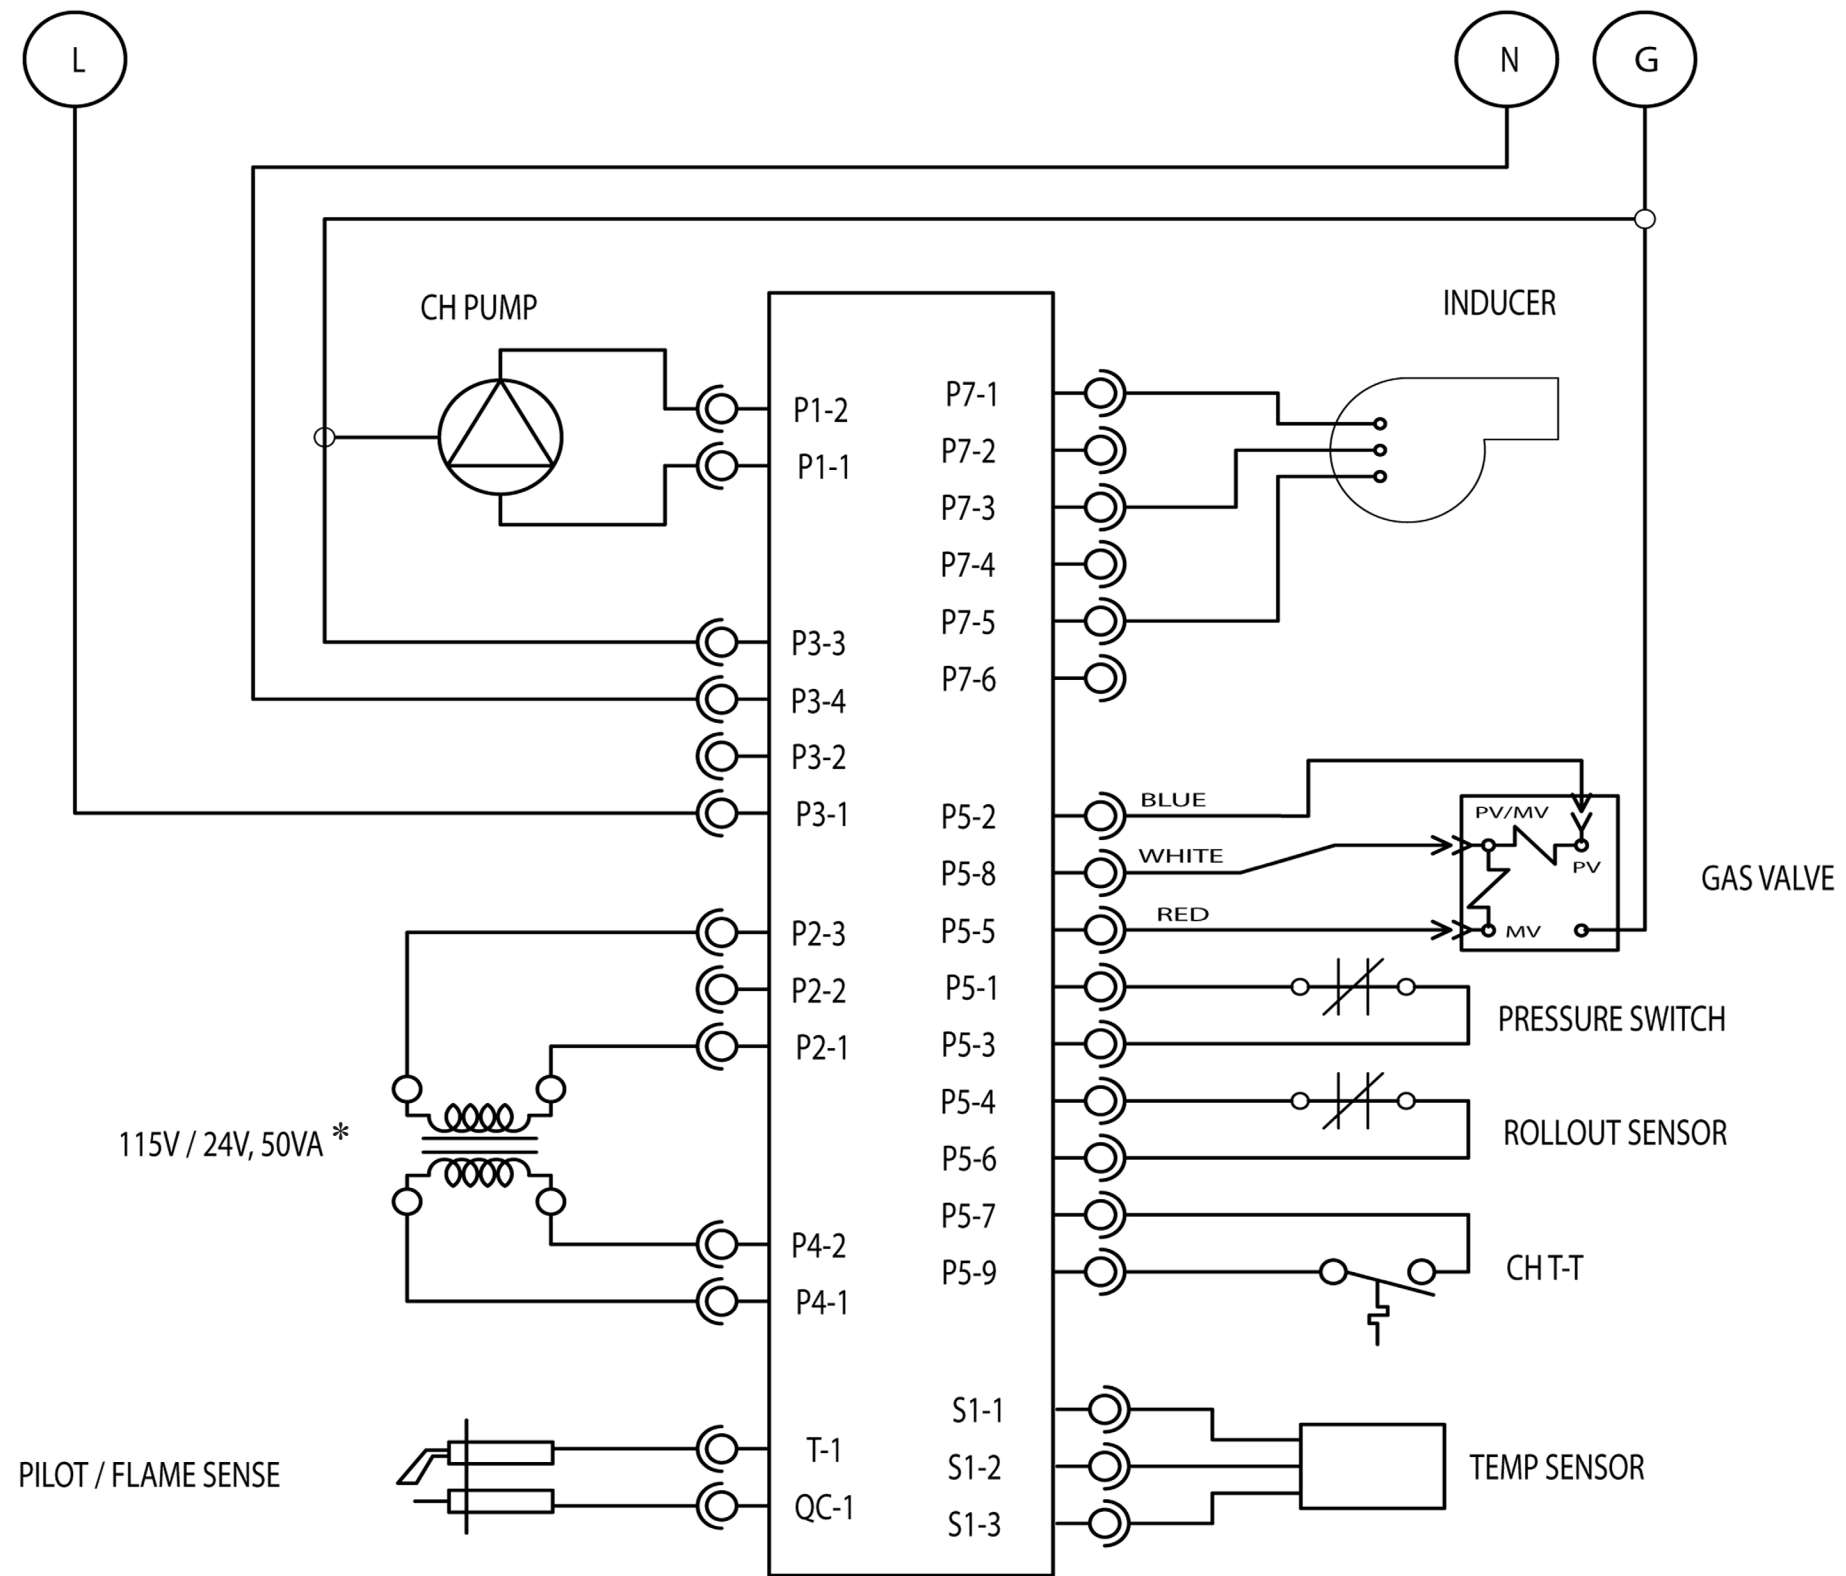 L
N
G
CH PUMP
INDUCER
P1-2
P1-1
P3-3
P3-4
P3-2
P3-1
P2-3
P2-2
P2-1
115V / 24V, 50VA *
P4-2
P4-1
PILOT / FLAME SENSE
T-1
QC-1
P7-1
P7-2
P7-3
P7-4
P7-5
P7-6
P5-2
BLUE
P5-8
WHITE
P5-5
RED
PV/MV
PV
MV
GAS VALVE
P5-1
P5-3
PRESSURE SWITCH
P5-4
P5-6
ROLLOUT SENSOR
P5-7
P5-9
CH T-T
S1-1
S1-2
S1-3
TEMP SENSOR